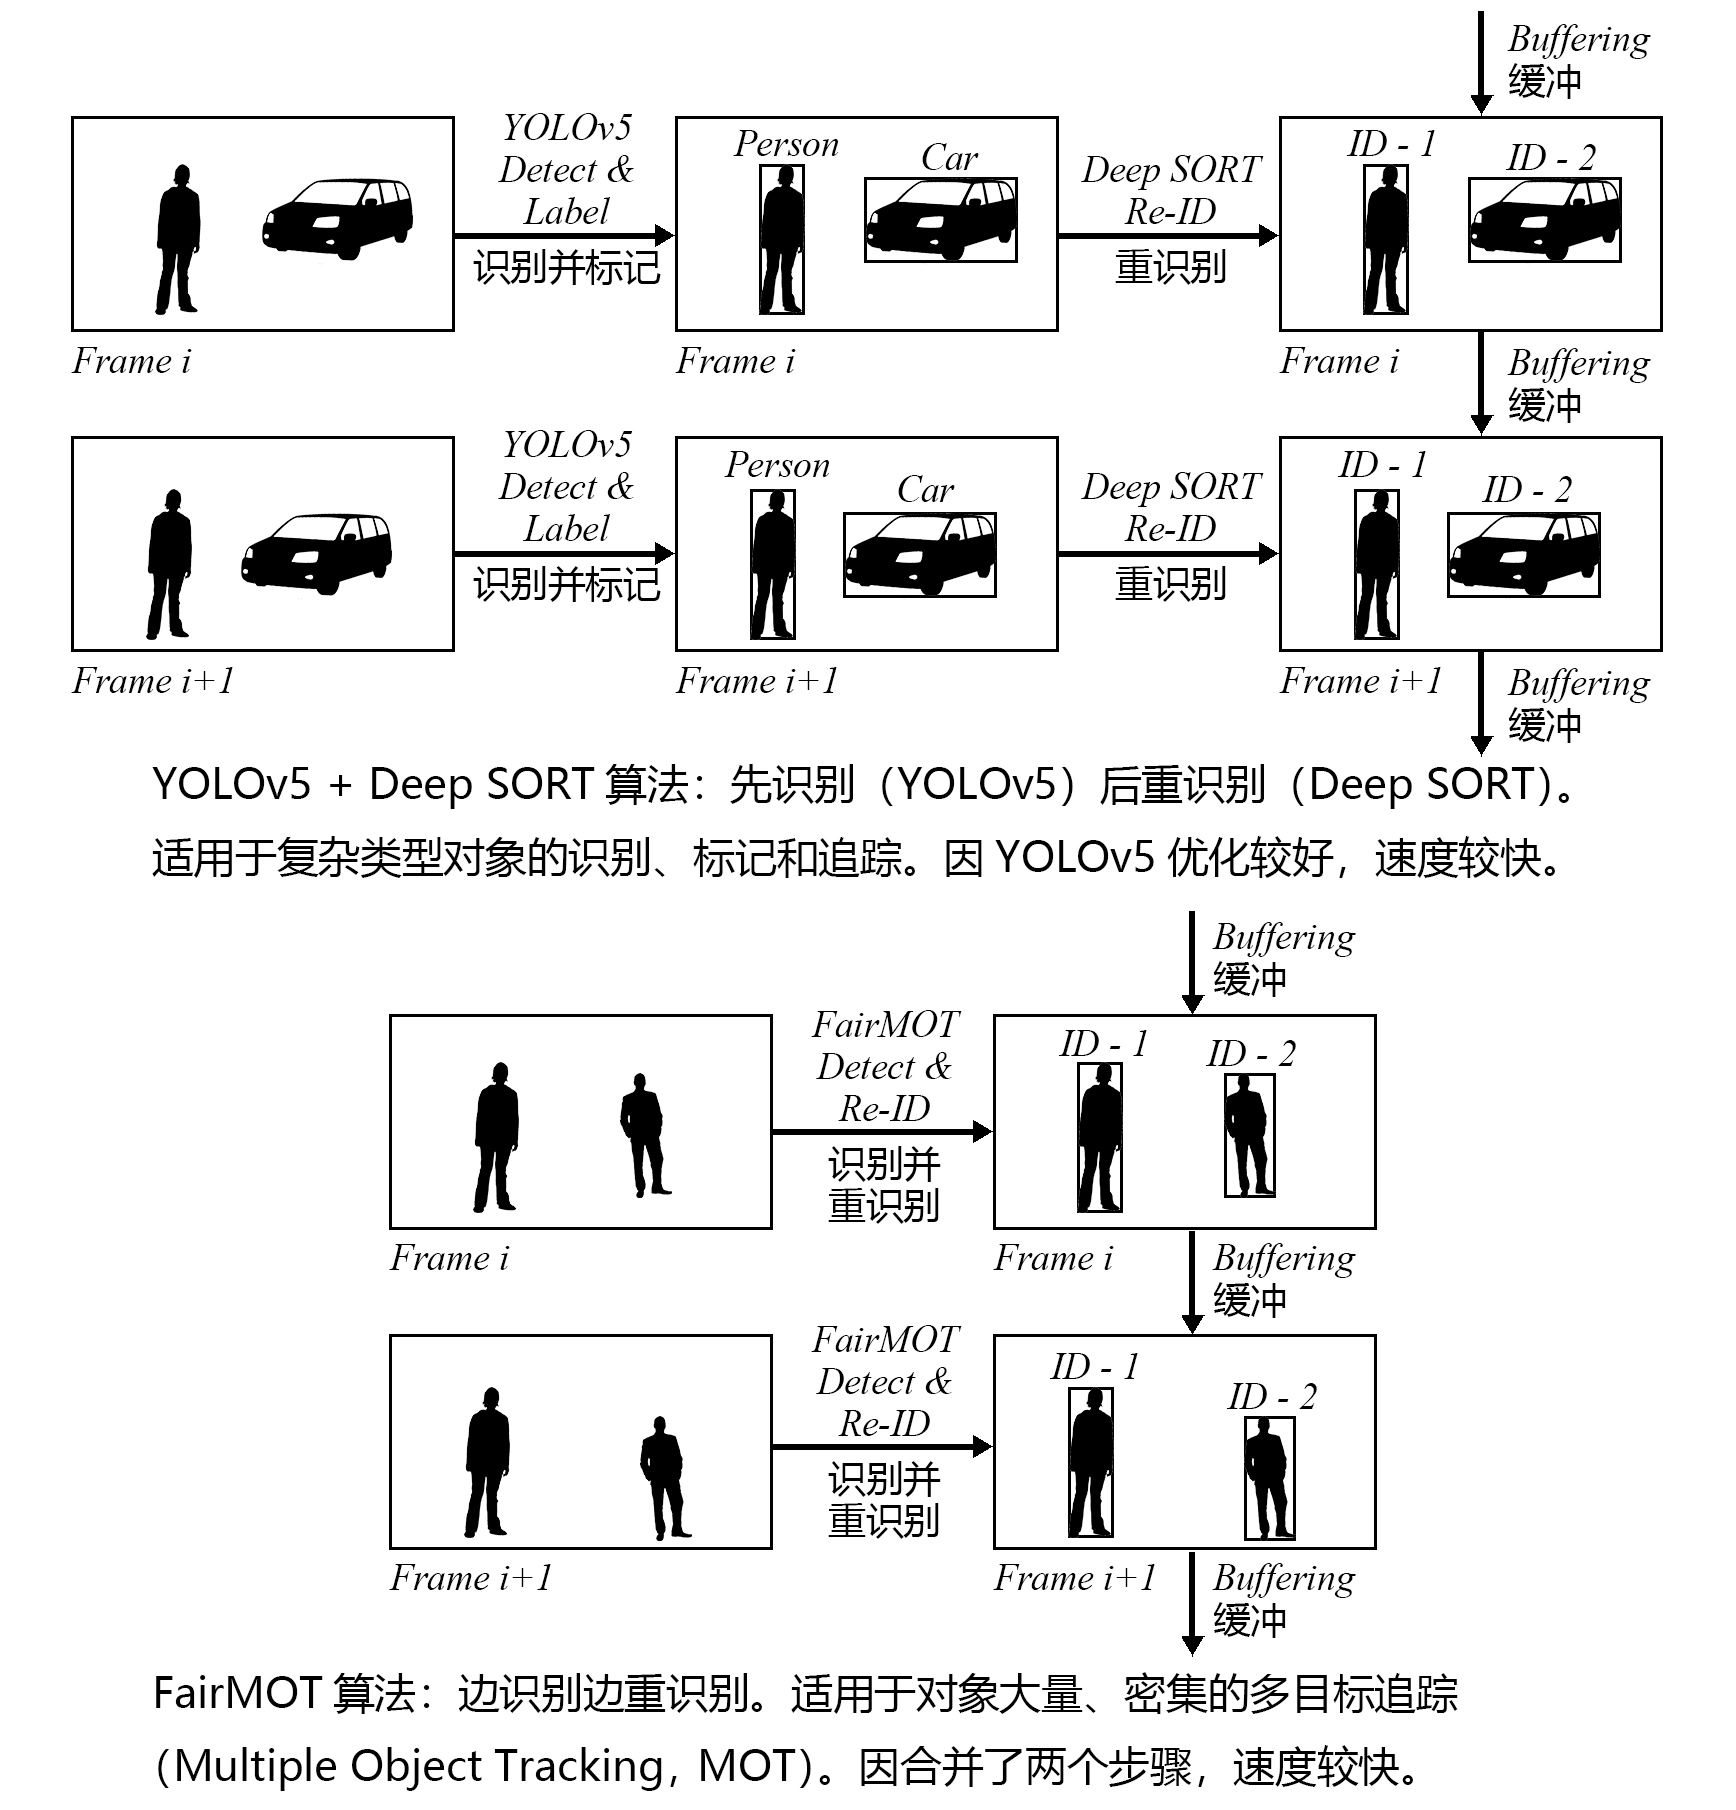 Buffering
缓冲
YOLOv5
Detect &
Label
识别并标记
Person
Car
Deep SORT
Re-ID
重识别
ID - 1
ID - 2
Frame i
Frame i
Frame i
Buffering
缓冲
YOLOv5
Detect &
Label
识别并标记
Person
Car
Deep SORT
Re-ID
重识别
ID - 1
ID - 2
Frame i+1
Frame i+1
Frame i+1
Buffering
缓冲
YOLOv5 + Deep SORT 算法：先识别（YOLOv5）后重识别（Deep SORT）。
适用于复杂类型对象的识别、标记和追踪。因 YOLOv5 优化较好，速度较快。
Buffering
缓冲
FairMOT
Detect &
Re-ID
识别并
重识别
ID - 1
ID - 2
Frame i
Frame i
Buffering
缓冲
FairMOT
Detect &
Re-ID
识别并
重识别
ID - 1
ID - 2
Frame i+1
Frame i+1
Buffering
缓冲
FairMOT 算法：边识别边重识别。适用于对象大量、密集的多目标追踪
（Multiple Object Tracking，MOT）。因合并了两个步骤，速度较快。